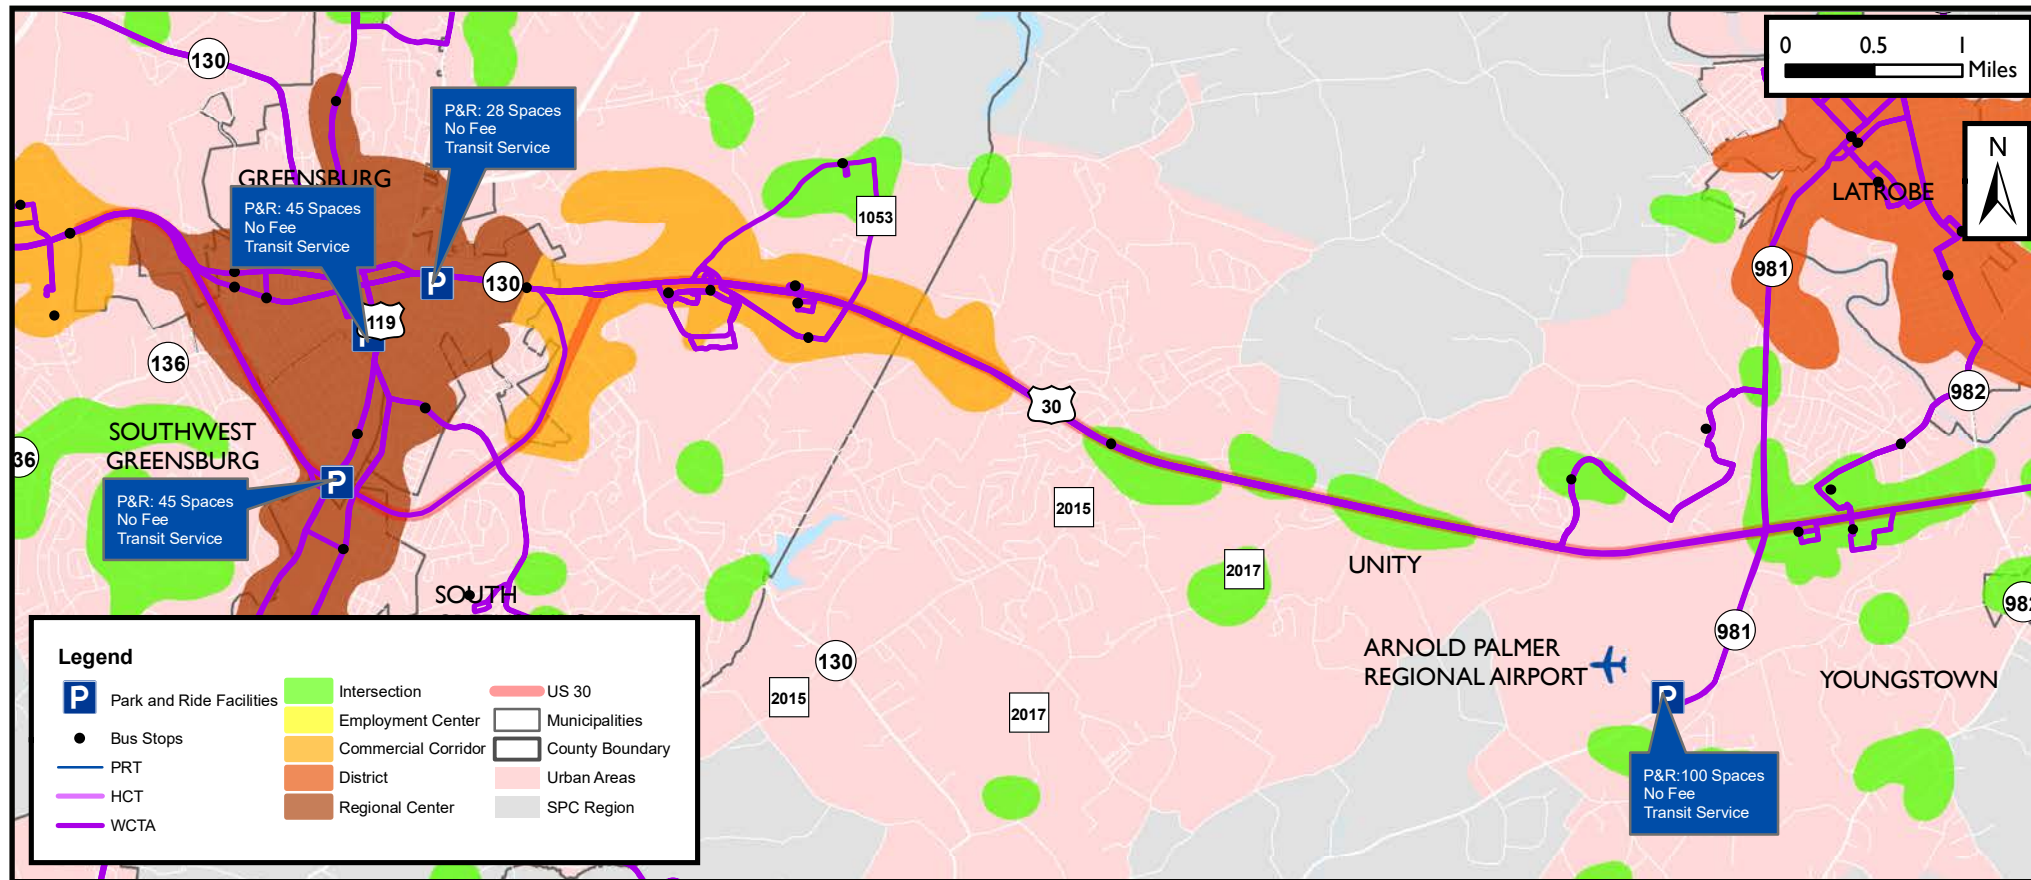 130
P&R: 28 Spaces
No Fee
Transit Service
0 0.5 1
Miles
N
GREENSBURG
P&R: 45 Spaces
No Fee
Transit Service
1053
LATROBE
981
130
119
136
30
982
SOUTHWEST
GREENSBURG
36
P&R: 45 Spaces
No Fee
Transit Service
2015
2017
UNITY
SOUTH
982
981
130
ARNOLD PALMER
REGIONAL AIRPORT
YOUNGSTOWN
2015
2017
P&R:100 Spaces
No Fee
Transit Service
Legend
P Park and Ride Facilities
Bus Stops
PRT
HCT
WCTA
Intersection
Employment Center
Commercial Corridor
District
Regional Center
US 30
Municipalities
County Boundary
Urban Areas
SPC Region
P
P
P
P